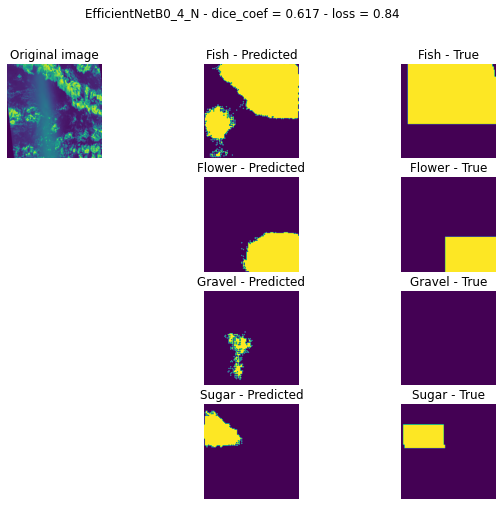 EfficientNetB0_4_N - dice_coef = 0.617 - loss = 0.84
Original image
Fish - Predicted
Fish - True
Flower - Predicted
Flower - True
Gravel - Predicted
Gravel - True
Sugar - Predicted
Sugar - True